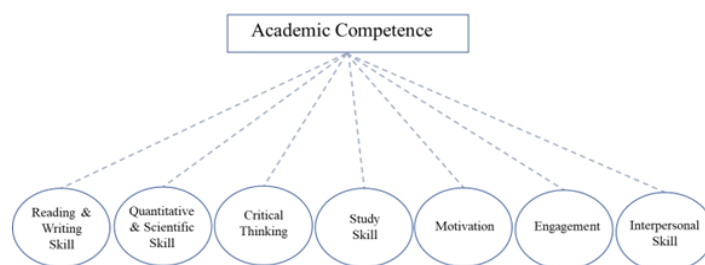 Academic Competence
Reading &
Writing
Skill
Quantitative
& Scientific
Skill
Critical
Thinking
Study
Skill
Motivation
Engagement
Interpersonal
Skill